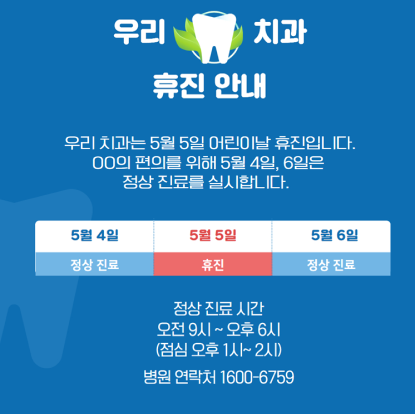 우리 치과
휴진 안내
우리 치과는 5월 5일 어린이날 휴진입니다.
OO의 편의를 위해 5월 4일, 6일은
정상 진료를 실시합니다.
5월 4일 5월 5일 5월 6일
정상 진료 휴진 정상 진료
정상 진료 시간
오전 9시 ~ 오후 6시
(점심 오후 1시~ 2시)
병원 연락처 1600-6759